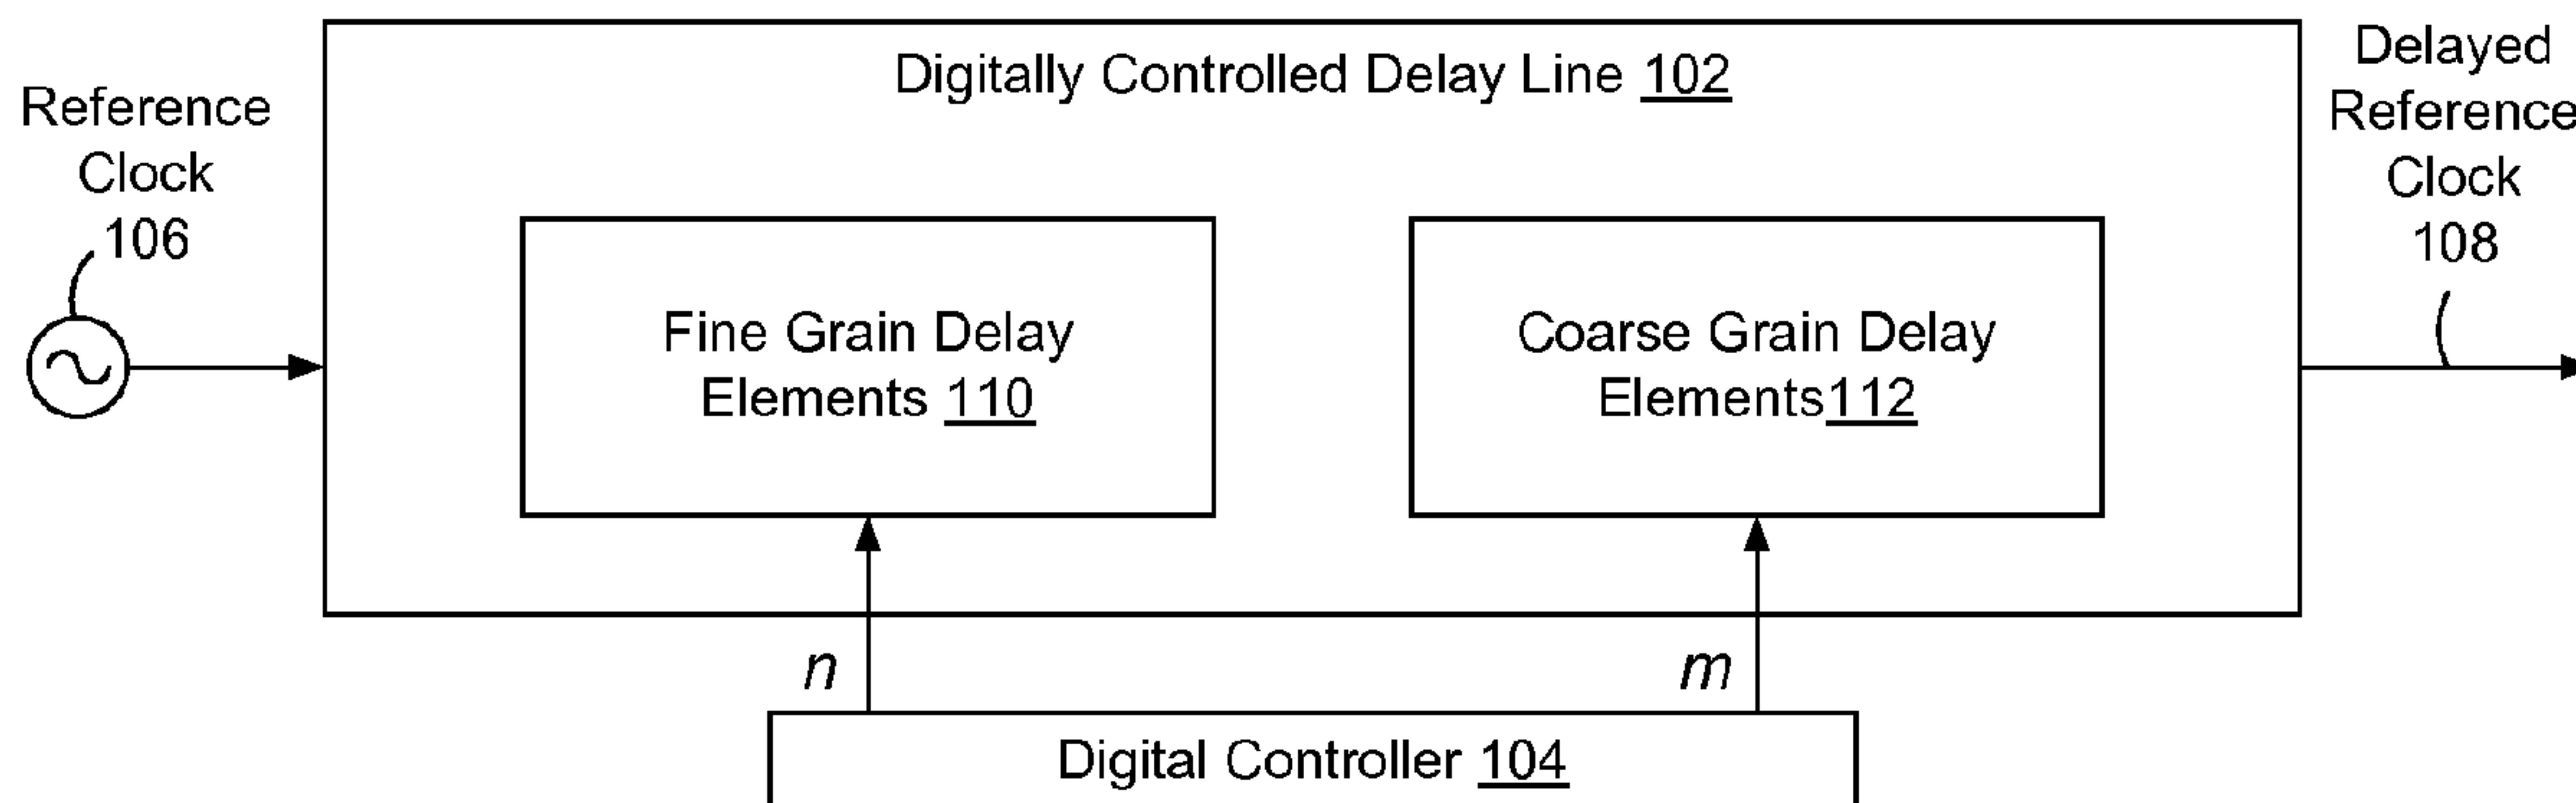 Digitally Controlled Delay Line 102
Reference
Clock
106
Delayed
Reference
Clock
108
Fine Grain Delay
Elements 110
Coarse Grain Delay
Elements112
n
m
Digital Controller 104